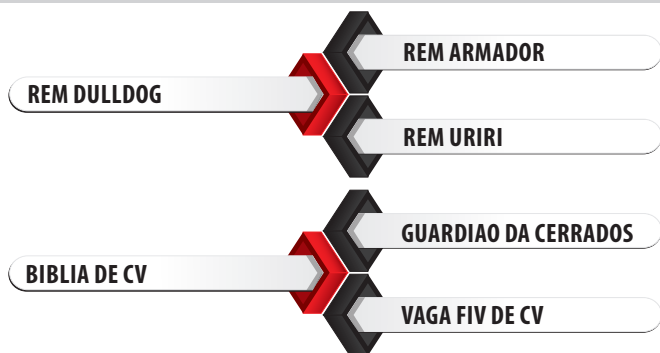 REM ARMADOR
REM DULLDOG
REM URIRI
GUARDIAO DA CERRADOS
BIBLIA DE CV
VAGA FIV DE CV